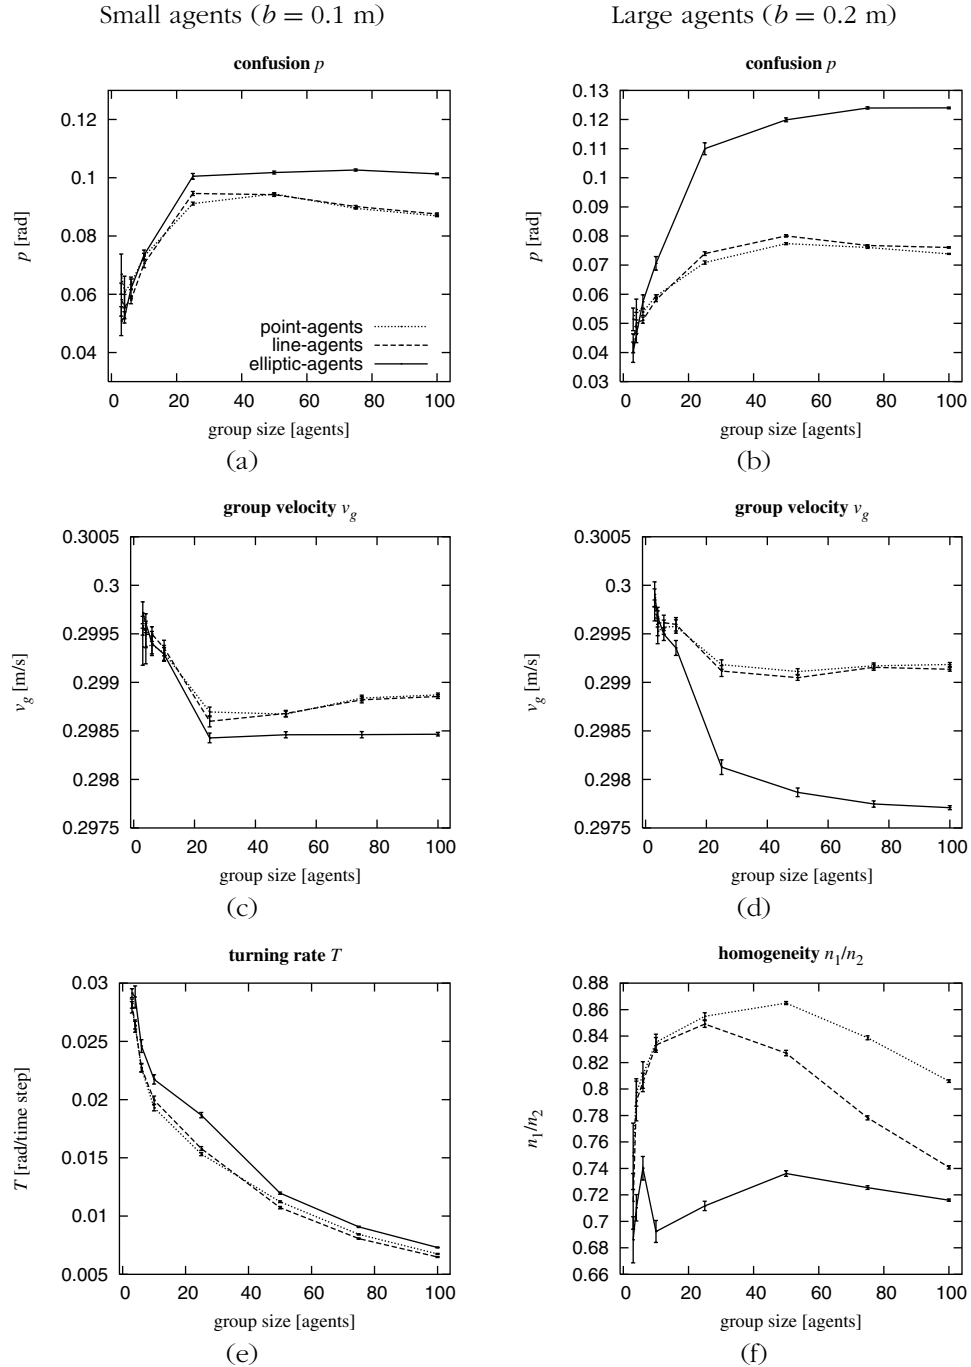 Small agents (b = 0.1 m)
Large agents (b = 0.2 m)
confusion p
0.12
0.1
0.08
0.06
0.04
p [rad]
point-agents
line-agents
elliptic-agents
0 20 40 60 80 100
group size [agents]
(a)
confusion p
0.13
0.12
0.11
0.1
0.09
0.08
0.07
0.06
0.05
0.04
0.03
p [rad]
0 20 40 60 80 100
group size [agents]
(b)
group velocity v_g
0.3005
0.3
0.2995
0.299
0.2985
0.298
0.2975
v_g [m/s]
0 20 40 60 80 100
group size [agents]
(c)
group velocity v_g
0.3005
0.3
0.2995
0.299
0.2985
0.298
0.2975
v_g [m/s]
0 20 40 60 80 100
group size [agents]
(d)
turning rate T
0.03
0.025
0.02
0.015
0.01
0.005
T [rad/time step]
0 20 40 60 80 100
group size [agents]
(e)
homogeneity n₁/n₂
0.88
0.86
0.84
0.82
0.8
0.78
0.76
0.74
0.72
0.7
0.68
0.66
n₁/n₂
0 20 40 60 80 100
group size [agents]
(f)